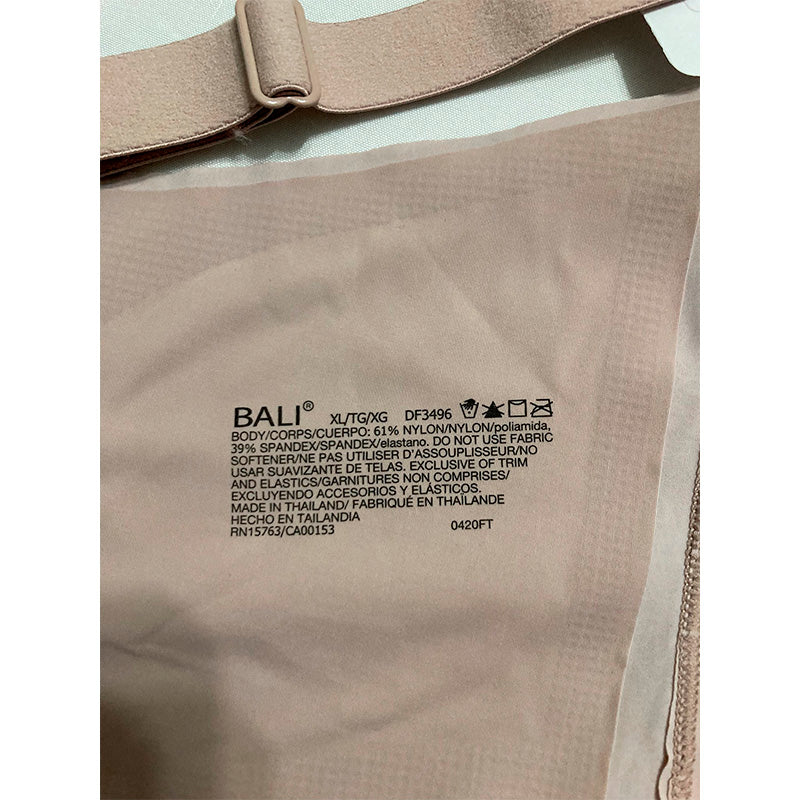 BALI® XL/TG/XG DF3496
BODY/CORPS/CUERPO: 61% NYLON/NYLON/poliamida,
39% SPANDEX/SPANDEX/elastano. DO NOT USE FABRIC
SOFTENER/NE PAS UTILISER D'ASSOUPLISSEUR/NO
USAR SUAVIZANTE DE TELAS. EXCLUSIVE OF TRIM
AND ELASTICS/GARNITURES NON COMPRISES/
EXCLUYENDO ACCESORIOS Y ELÁSTICOS.
MADE IN THAILAND/ FABRIQUÉ EN THAÏLANDE
HECHO EN TAILANDIA
RN15763/CA00153 0420FT